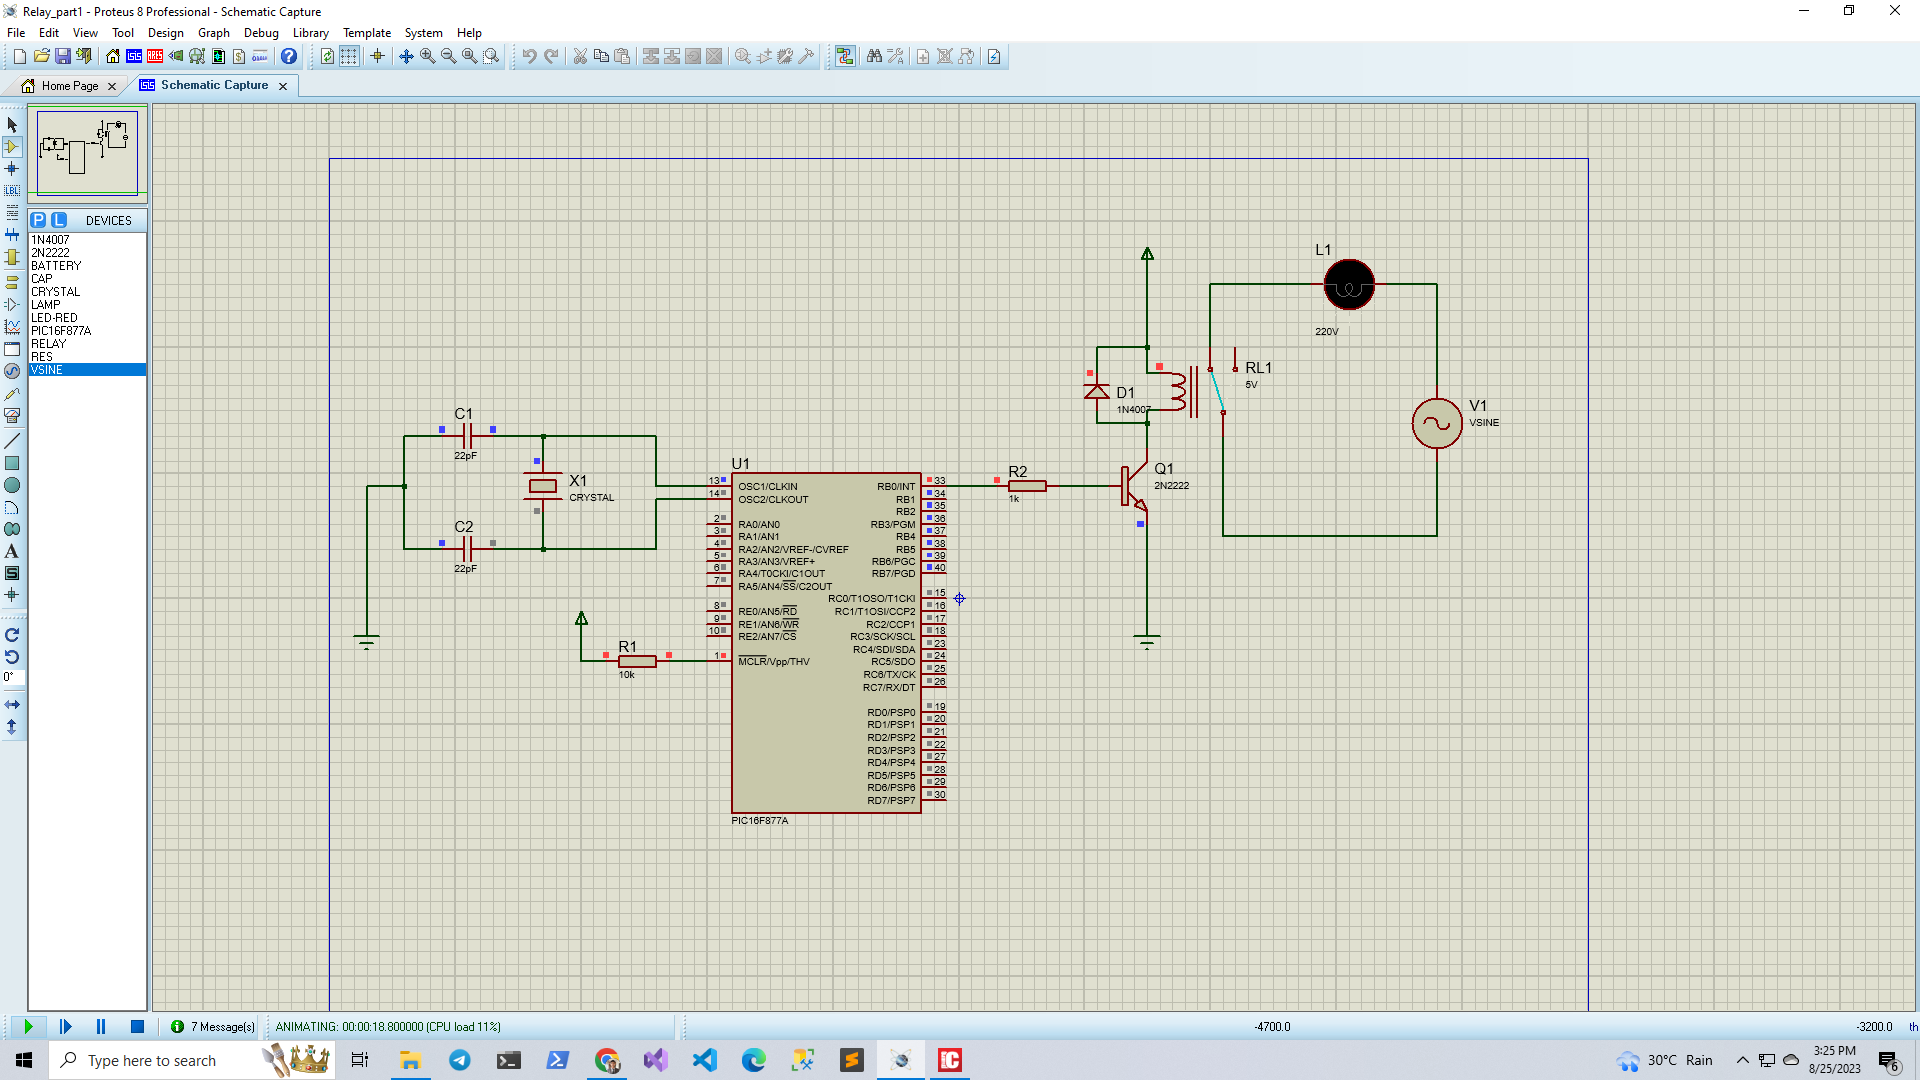 Relay_part1 - Proteus 8 Professional - Schematic Capture
File Edit View Tool Design Graph Debug Library Template System Help
Home Page
Schematic Capture
P L DEVICES
1N4007
2N2222
BATTERY
CAP
CRYSTAL
LAMP
LED-RED
PIC16F877A
RELAY
RES
VSINE
LBL
A
S
0°
L1
220V
RL1
5V
D1
1N4007
V1
VSINE
C1
22pF
X1
CRYSTAL
C2
22pF
R1
10k
R2
1k
Q1
2N2222
U1
13 OSC1/CLKIN
14 OSC2/CLKOUT
2 RA0/AN0
3 RA1/AN1
4 RA2/AN2/VREF-/CVREF
5 RA3/AN3/VREF+
6 RA4/T0CKI/C1OUT
7 RA5/AN4/SS/C2OUT
8 RE0/AN5/RD
9 RE1/AN6/WR
10 RE2/AN7/CS
1 MCLR/Vpp/THV
RB0/INT 33
RB1 34
RB2 35
RB3/PGM 36
RB4 37
RB5 38
RB6/PGC 39
RB7/PGD 40
RC0/T1OSO/T1CKI 15
RC1/T1OSI/CCP2 16
RC2/CCP1 17
RC3/SCK/SCL 18
RC4/SDI/SDA 23
RC5/SDO 24
RC6/TX/CK 25
RC7/RX/DT 26
RD0/PSP0 19
RD1/PSP1 20
RD2/PSP2 21
RD3/PSP3 22
RD4/PSP4 27
RD5/PSP5 28
RD6/PSP6 29
RD7/PSP7 30
PIC16F877A
7 Message(s)
ANIMATING: 00:00:18.800000 (CPU load 11%)
-4700.0
-3200.0
th
Type here to search
30°C Rain
3:25 PM
8/25/2023
6